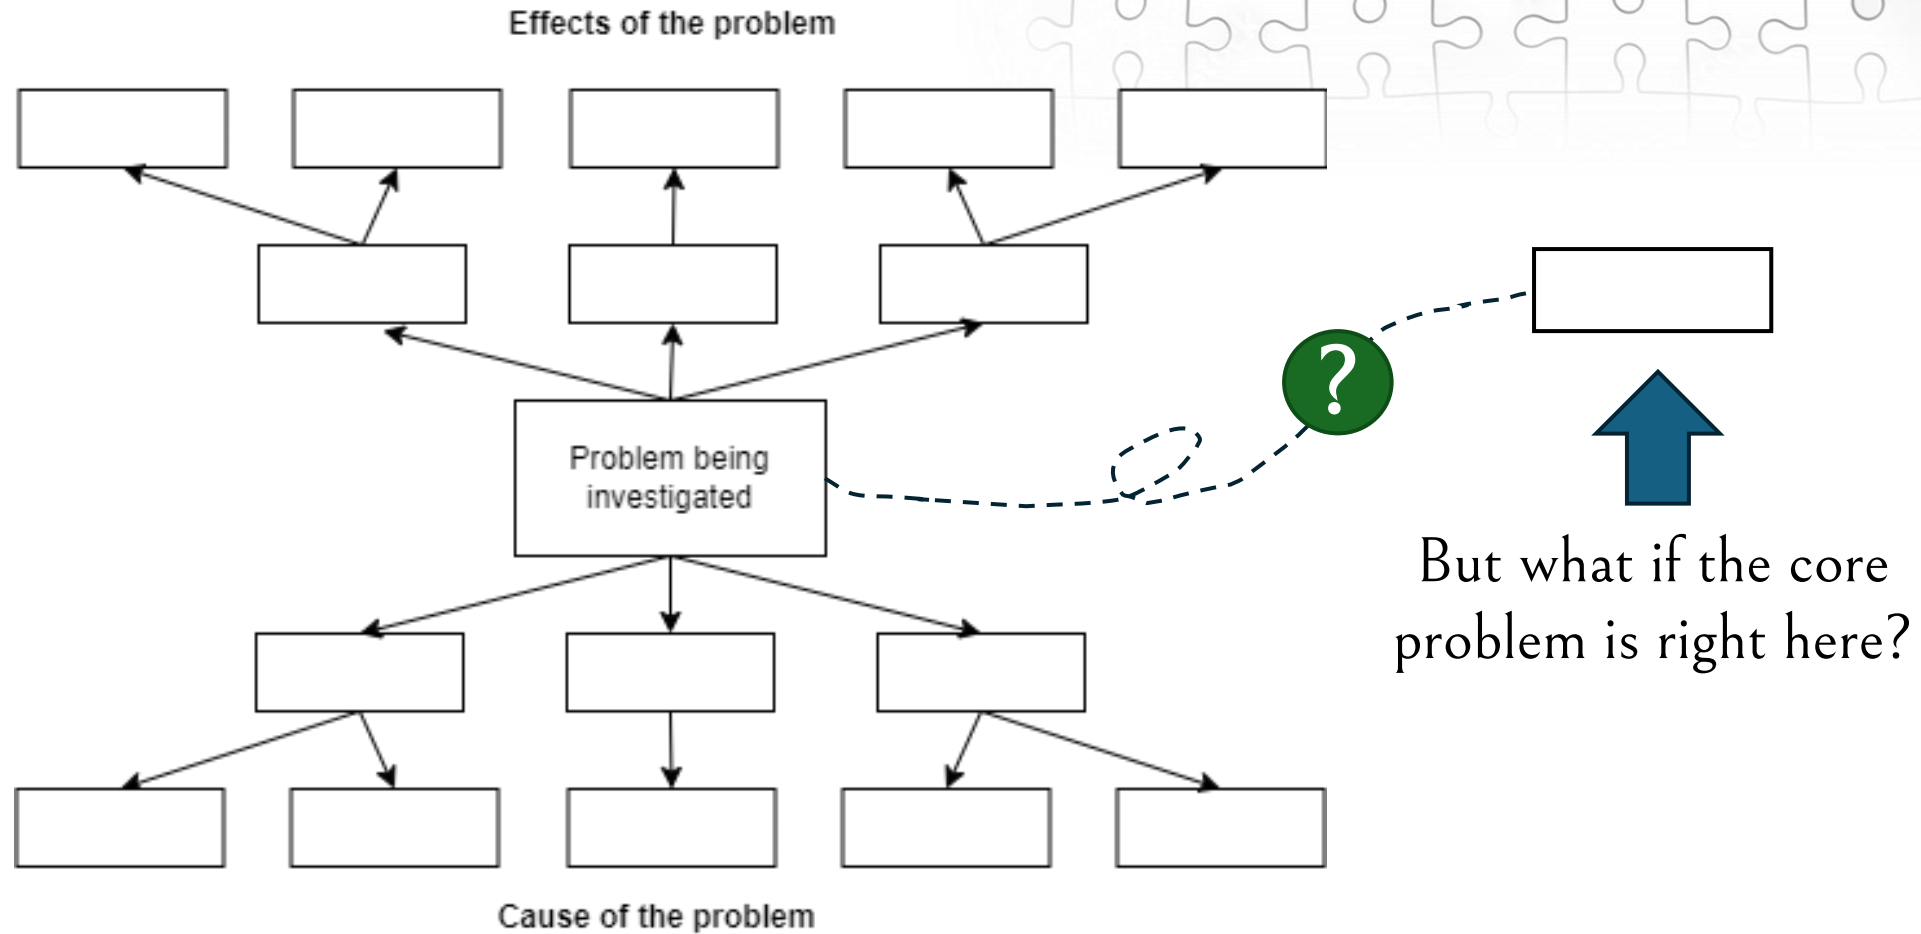 Effects of the problem
Problem being
investigated
?
But what if the core
problem is right here?
Cause of the problem